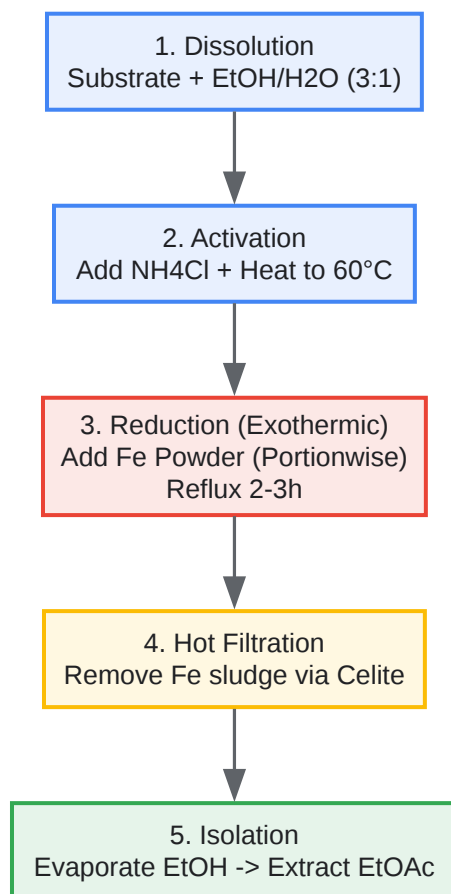 1. Dissolution
Substrate + EtOH/H2O (3:1)
2. Activation
Add NH4Cl + Heat to 60°C
3. Reduction (Exothermic)
Add Fe Powder (Portionwise)
Reflux 2-3h
4. Hot Filtration
Remove Fe sludge via Celite
5. Isolation
Evaporate EtOH -> Extract EtOAc